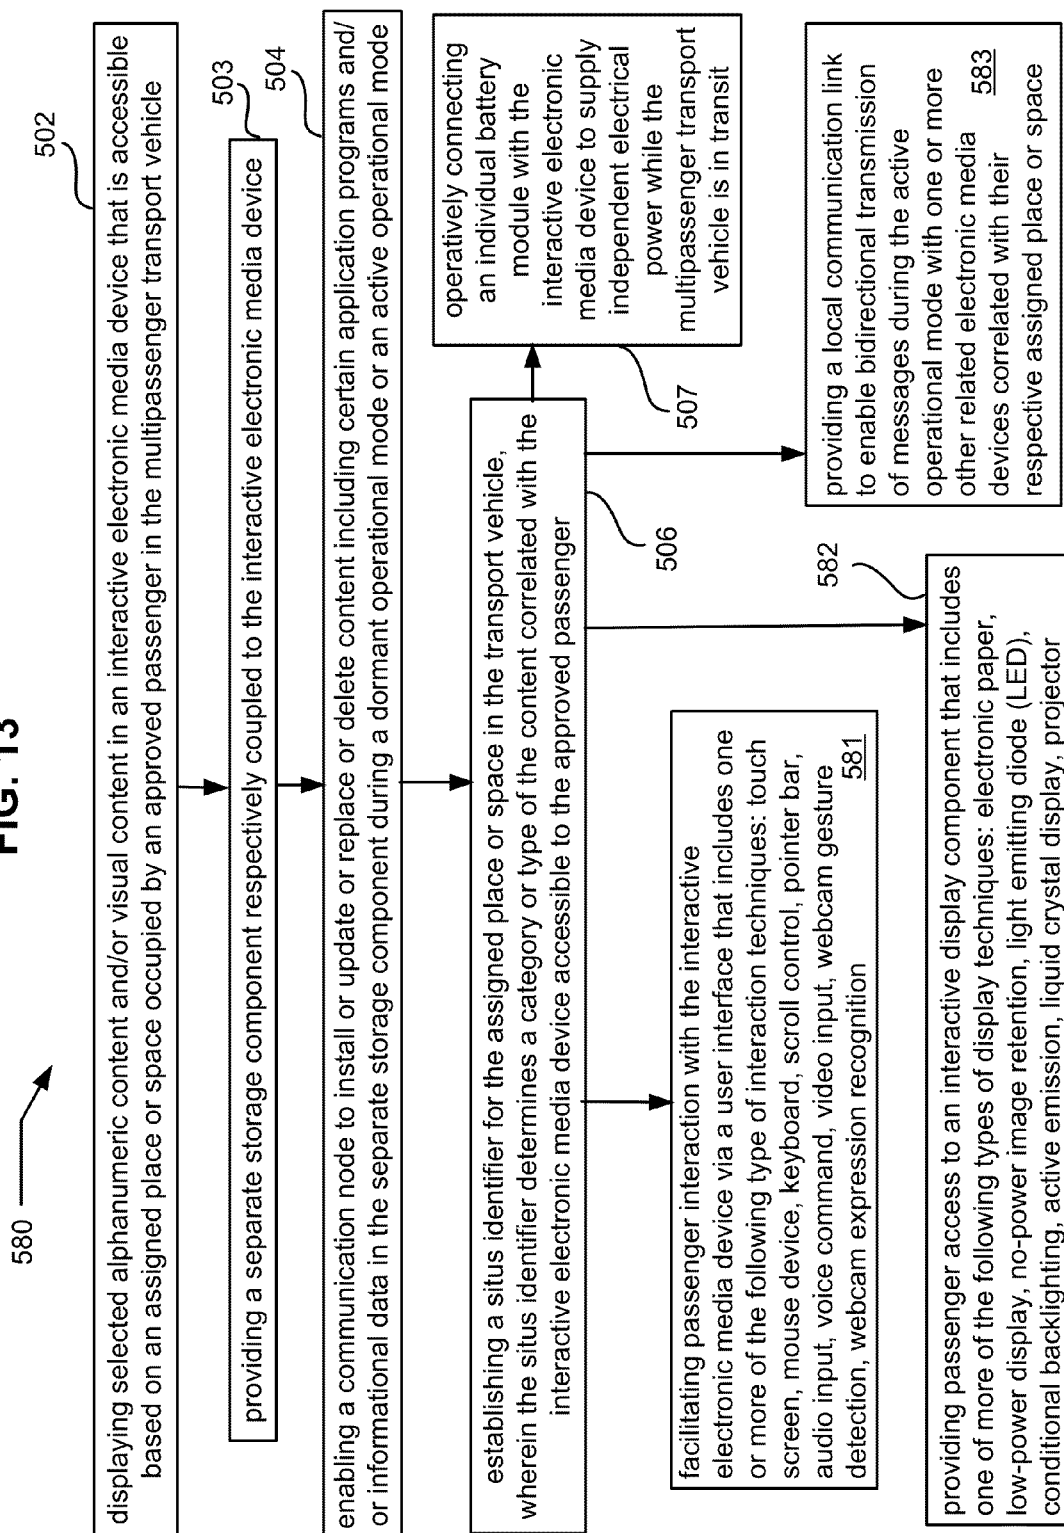 FIG. 13
580
502
displaying selected alphanumeric content and/or visual content in an interactive electronic media device that is accessible
based on an assigned place or space occupied by an approved passenger in the multipassenger transport vehicle
503
providing a separate storage component respectively coupled to the interactive electronic media device
504
enabling a communication node to install or update or replace or delete content including certain application programs and/
or informational data in the separate storage component during a dormant operational mode or an active operational mode
establishing a situs identifier for the assigned place or space in the transport vehicle,
wherein the situs identifier determines a category or type of the content correlated with the
interactive electronic media device accessible to the approved passenger
506
operatively connecting
an individual battery
module with the
interactive electronic
media device to supply
independent electrical
power while the
multipassenger transport
vehicle is in transit
507
facilitating passenger interaction with the interactive
electronic media device via a user interface that includes one
or more of the following type of interaction techniques: touch
screen, mouse device, keyboard, scroll control, pointer bar,
audio input, voice command, video input, webcam gesture
detection, webcam expression recognition 581
582
providing passenger access to an interactive display component that includes
one of more of the following types of display techniques: electronic paper,
low-power display, no-power image retention, light emitting diode (LED),
conditional backlighting, active emission, liquid crystal display, projector
providing a local communication link
to enable bidirectional transmission
of messages during the active
operational mode with one or more
other related electronic media 583
devices correlated with their
respective assigned place or space